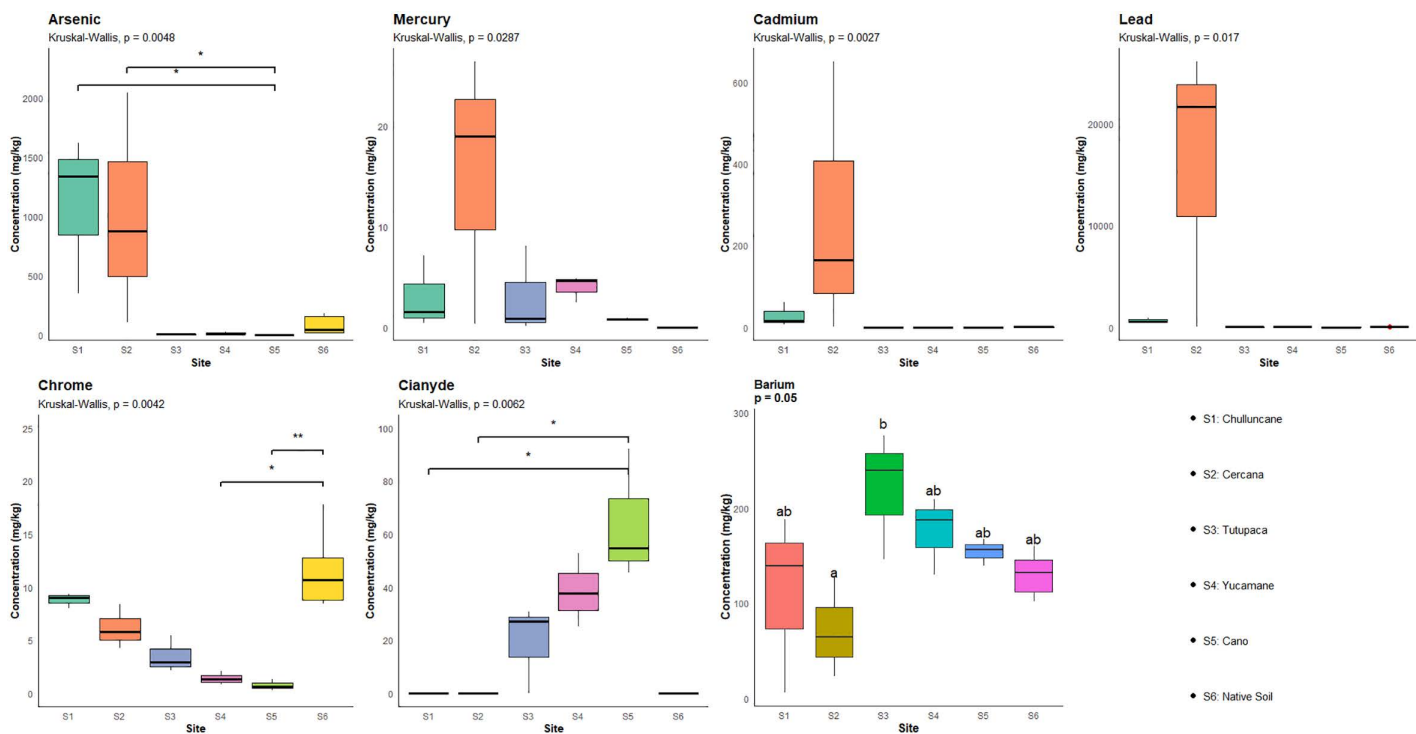 Arsenic
Kruskal-Wallis, p = 0.0048
*
*
Concentration (mg/kg)
2000
1500
1000
500
0
S1 S2 S3 S4 S5 S6
Site
Mercury
Kruskal-Wallis, p = 0.0287
Concentration (mg/kg)
20
10
0
S1 S2 S3 S4 S5 S6
Site
Cadmium
Kruskal-Wallis, p = 0.0027
Concentration (mg/kg)
600
400
200
0
S1 S2 S3 S4 S5 S6
Site
Lead
Kruskal-Wallis, p = 0.017
Concentration (mg/kg)
20000
10000
0
S1 S2 S3 S4 S5 S6
Site
Chrome
Kruskal-Wallis, p = 0.0042
**
*
Concentration (mg/kg)
25
20
15
10
5
0
S1 S2 S3 S4 S5 S6
Site
Cianyde
Kruskal-Wallis, p = 0.0062
*
*
Concentration (mg/kg)
100
80
60
40
20
0
S1 S2 S3 S4 S5 S6
Site
Barium
p = 0.05
Concentration (mg/kg)
300
200
100
0
ab a b ab ab ab
S1 S2 S3 S4 S5 S6
Site
S1: Chulluncane
S2: Cercana
S3: Tutupaca
S4: Yucamane
S5: Cano
S6: Native Soil